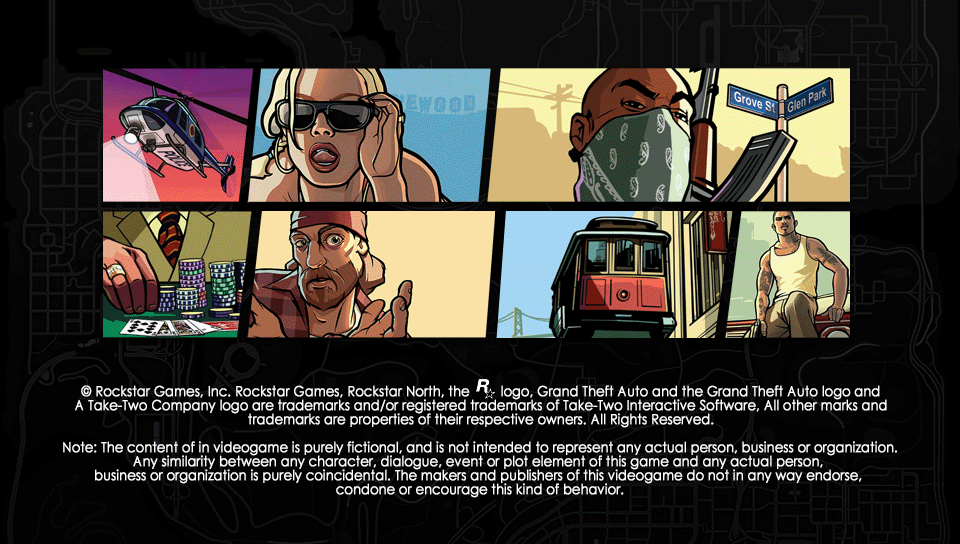 POLICE
NEWOOD
Grove St
Glen Park
© Rockstar Games, Inc. Rockstar Games, Rockstar North, the R logo, Grand Theft Auto and the Grand Theft Auto logo and
A Take-Two Company logo are trademarks and/or registered trademarks of Take-Two Interactive Software, All other marks and
trademarks are properties of their respective owners. All Rights Reserved.
Note: The content of in videogame is purely fictional, and is not intended to represent any actual person, business or organization.
Any similarity between any character, dialogue, event or plot element of this game and any actual person,
business or organization is purely coincidental. The makers and publishers of this videogame do not in any way endorse,
condone or encourage this kind of behavior.